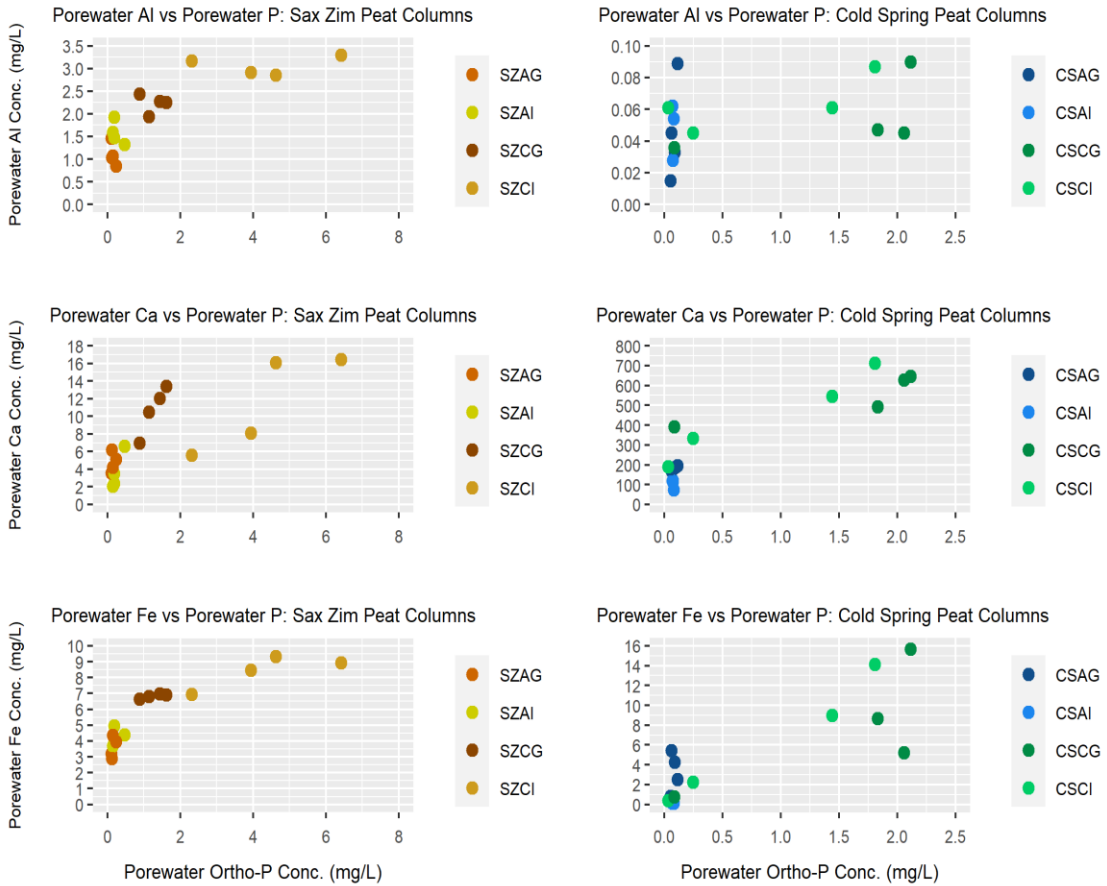 Porewater Al vs Porewater P: Sax Zim Peat Columns
Porewater Al Conc. (mg/L)
3.5
3.0
2.5
2.0
1.5
1.0
0.5
0.0
0 2 4 6 8
SZAG
SZAI
SZCG
SZCI
Porewater Al vs Porewater P: Cold Spring Peat Columns
0.10
0.08
0.06
0.04
0.02
0.00
0.0 0.5 1.0 1.5 2.0 2.5
CSAG
CSAI
CSCG
CSCI
Porewater Ca vs Porewater P: Sax Zim Peat Columns
Porewater Ca Conc. (mg/L)
18
16
14
12
10
8
6
4
2
0
0 2 4 6 8
SZAG
SZAI
SZCG
SZCI
Porewater Ca vs Porewater P: Cold Spring Peat Columns
800
700
600
500
400
300
200
100
0
0.0 0.5 1.0 1.5 2.0 2.5
CSAG
CSAI
CSCG
CSCI
Porewater Fe vs Porewater P: Sax Zim Peat Columns
Porewater Fe Conc. (mg/L)
10
9
8
7
6
5
4
3
2
1
0
0 2 4 6 8
Porewater Ortho-P Conc. (mg/L)
SZAG
SZAI
SZCG
SZCI
Porewater Fe vs Porewater P: Cold Spring Peat Columns
16
14
12
10
8
6
4
2
0
0.0 0.5 1.0 1.5 2.0 2.5
Porewater Ortho-P Conc. (mg/L)
CSAG
CSAI
CSCG
CSCI